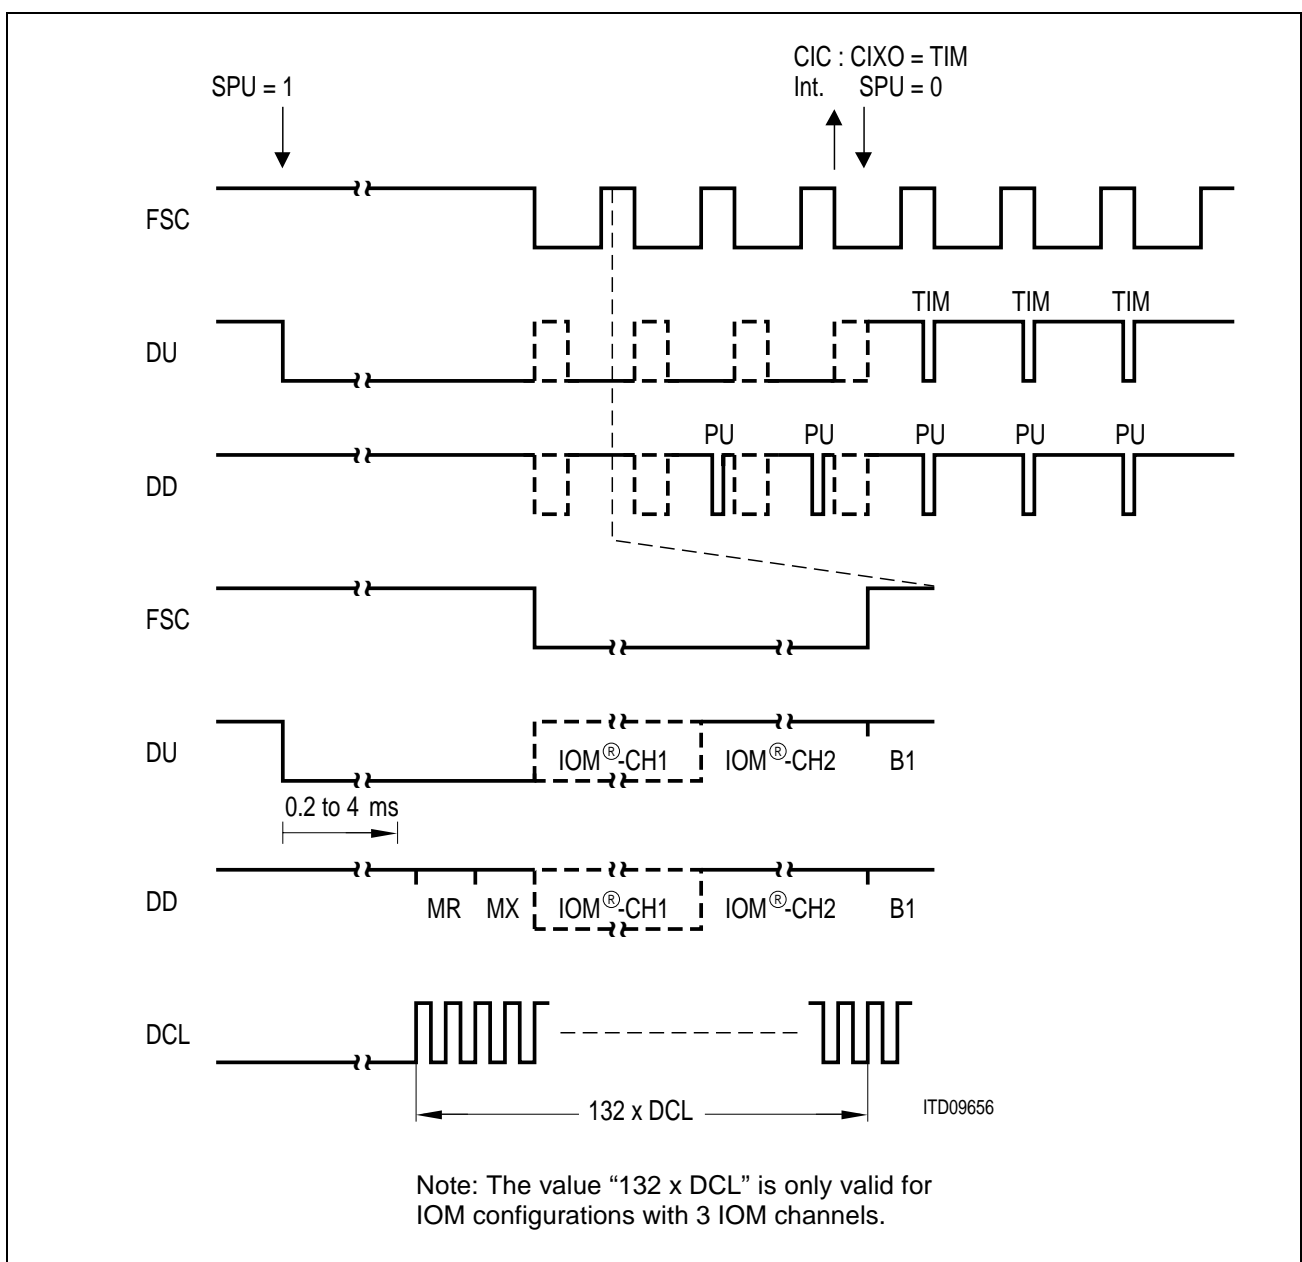 CIC : CIXO = TIM
SPU = 1
Int. SPU = 0
FSC
TIM TIM TIM
DU
PU PU PU PU PU
DD
FSC
DU
IOM®-CH1 IOM®-CH2 B1
0.2 to 4 ms
DD
MR MX IOM®-CH1 IOM®-CH2 B1
DCL
132 x DCL
ITD09656
Note: The value “132 x DCL” is only valid for
IOM configurations with 3 IOM channels.